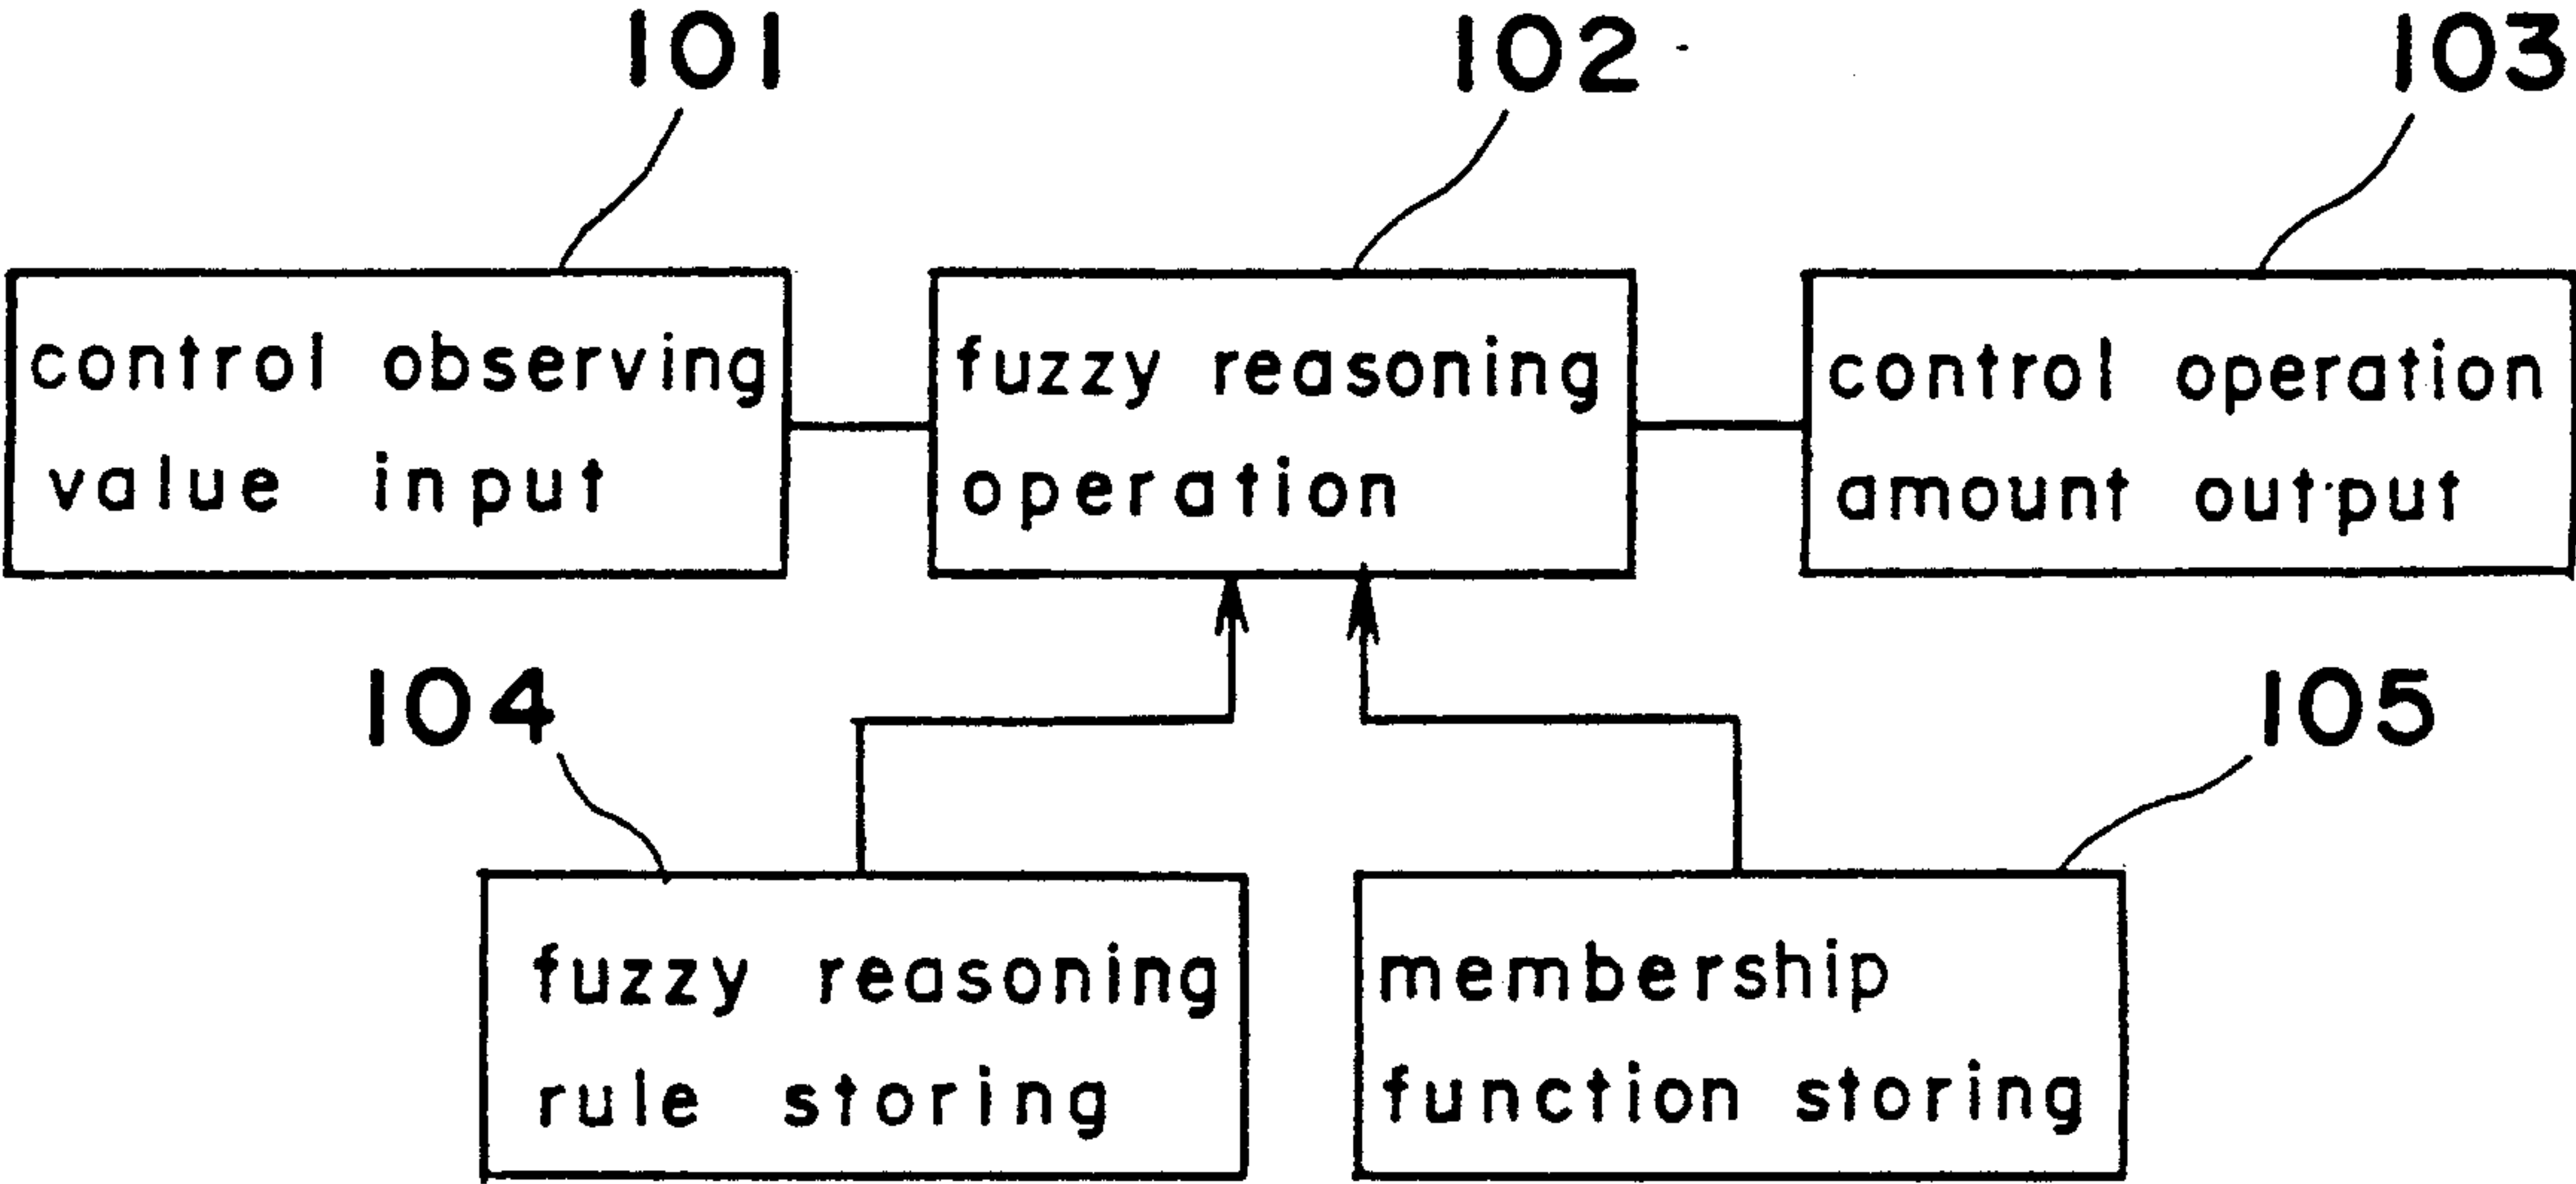 101
102
103
control observing
value input
fuzzy reasoning
operation
control operation
amount output
104
105
fuzzy reasoning
rule storing
membership
function storing